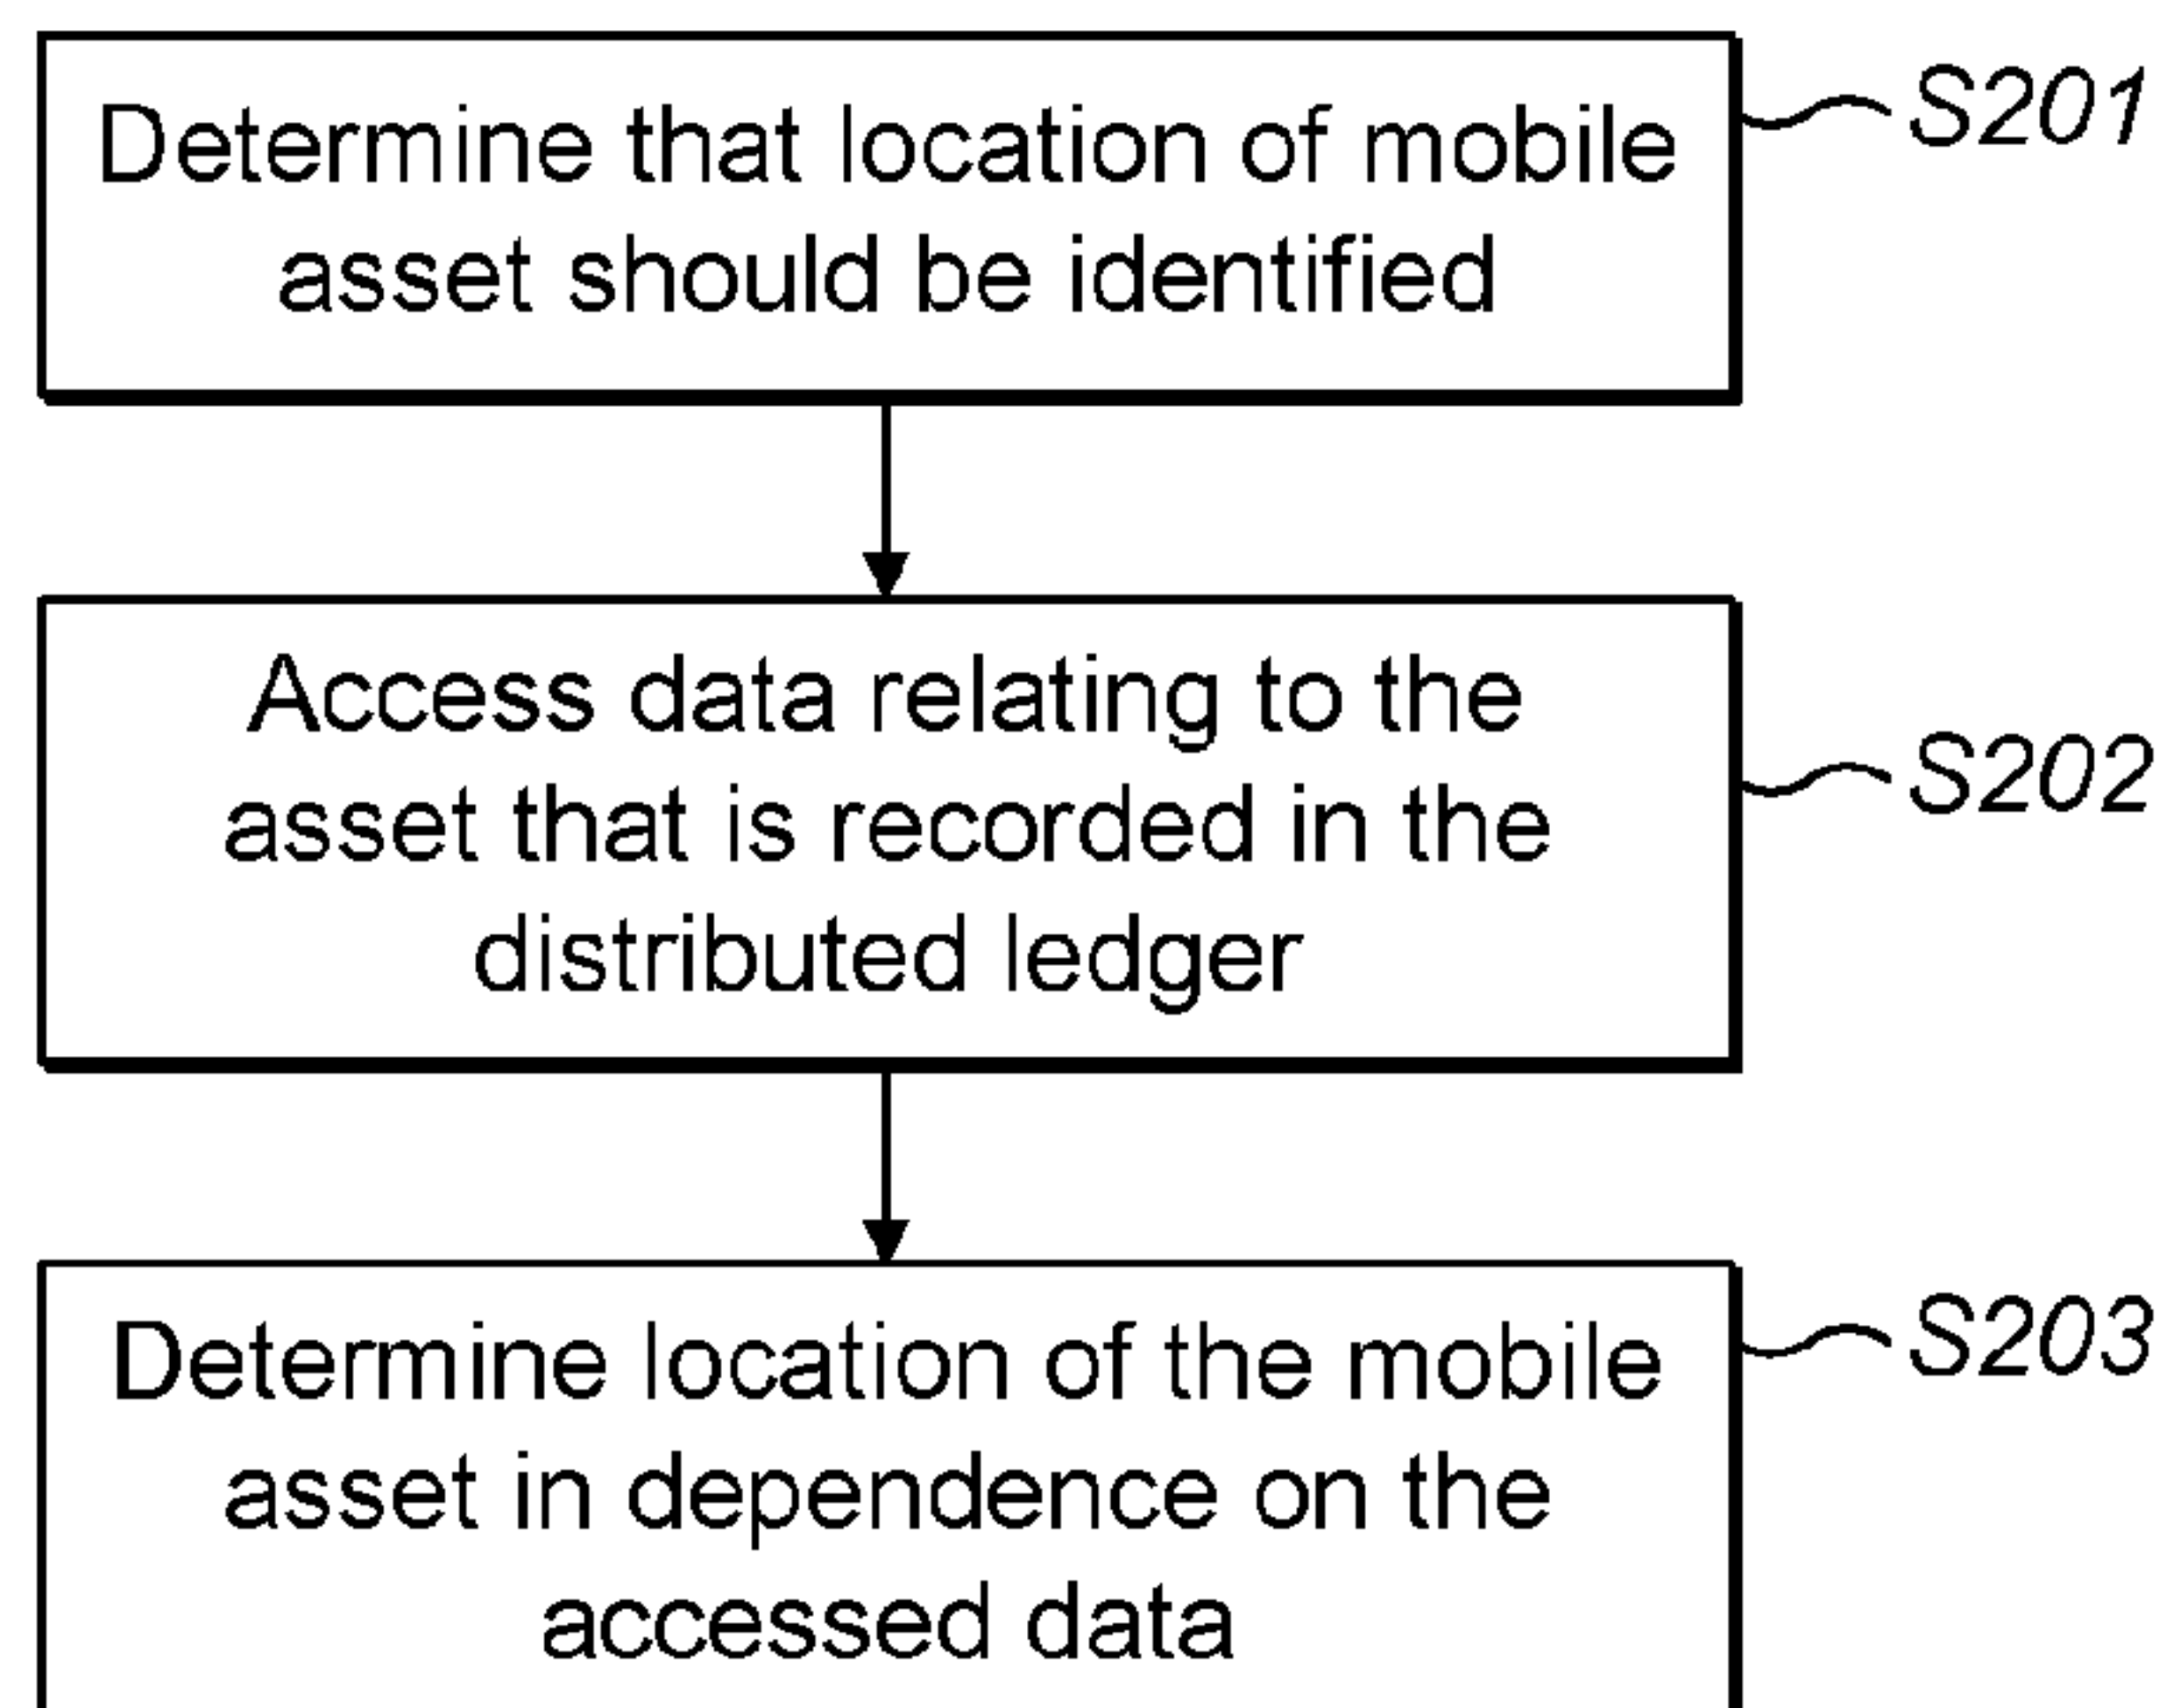 Determine that location of mobile
asset should be identified
S201
Access data relating to the
asset that is recorded in the
distributed ledger
S202
Determine location of the mobile
asset in dependence on the
accessed data
S203